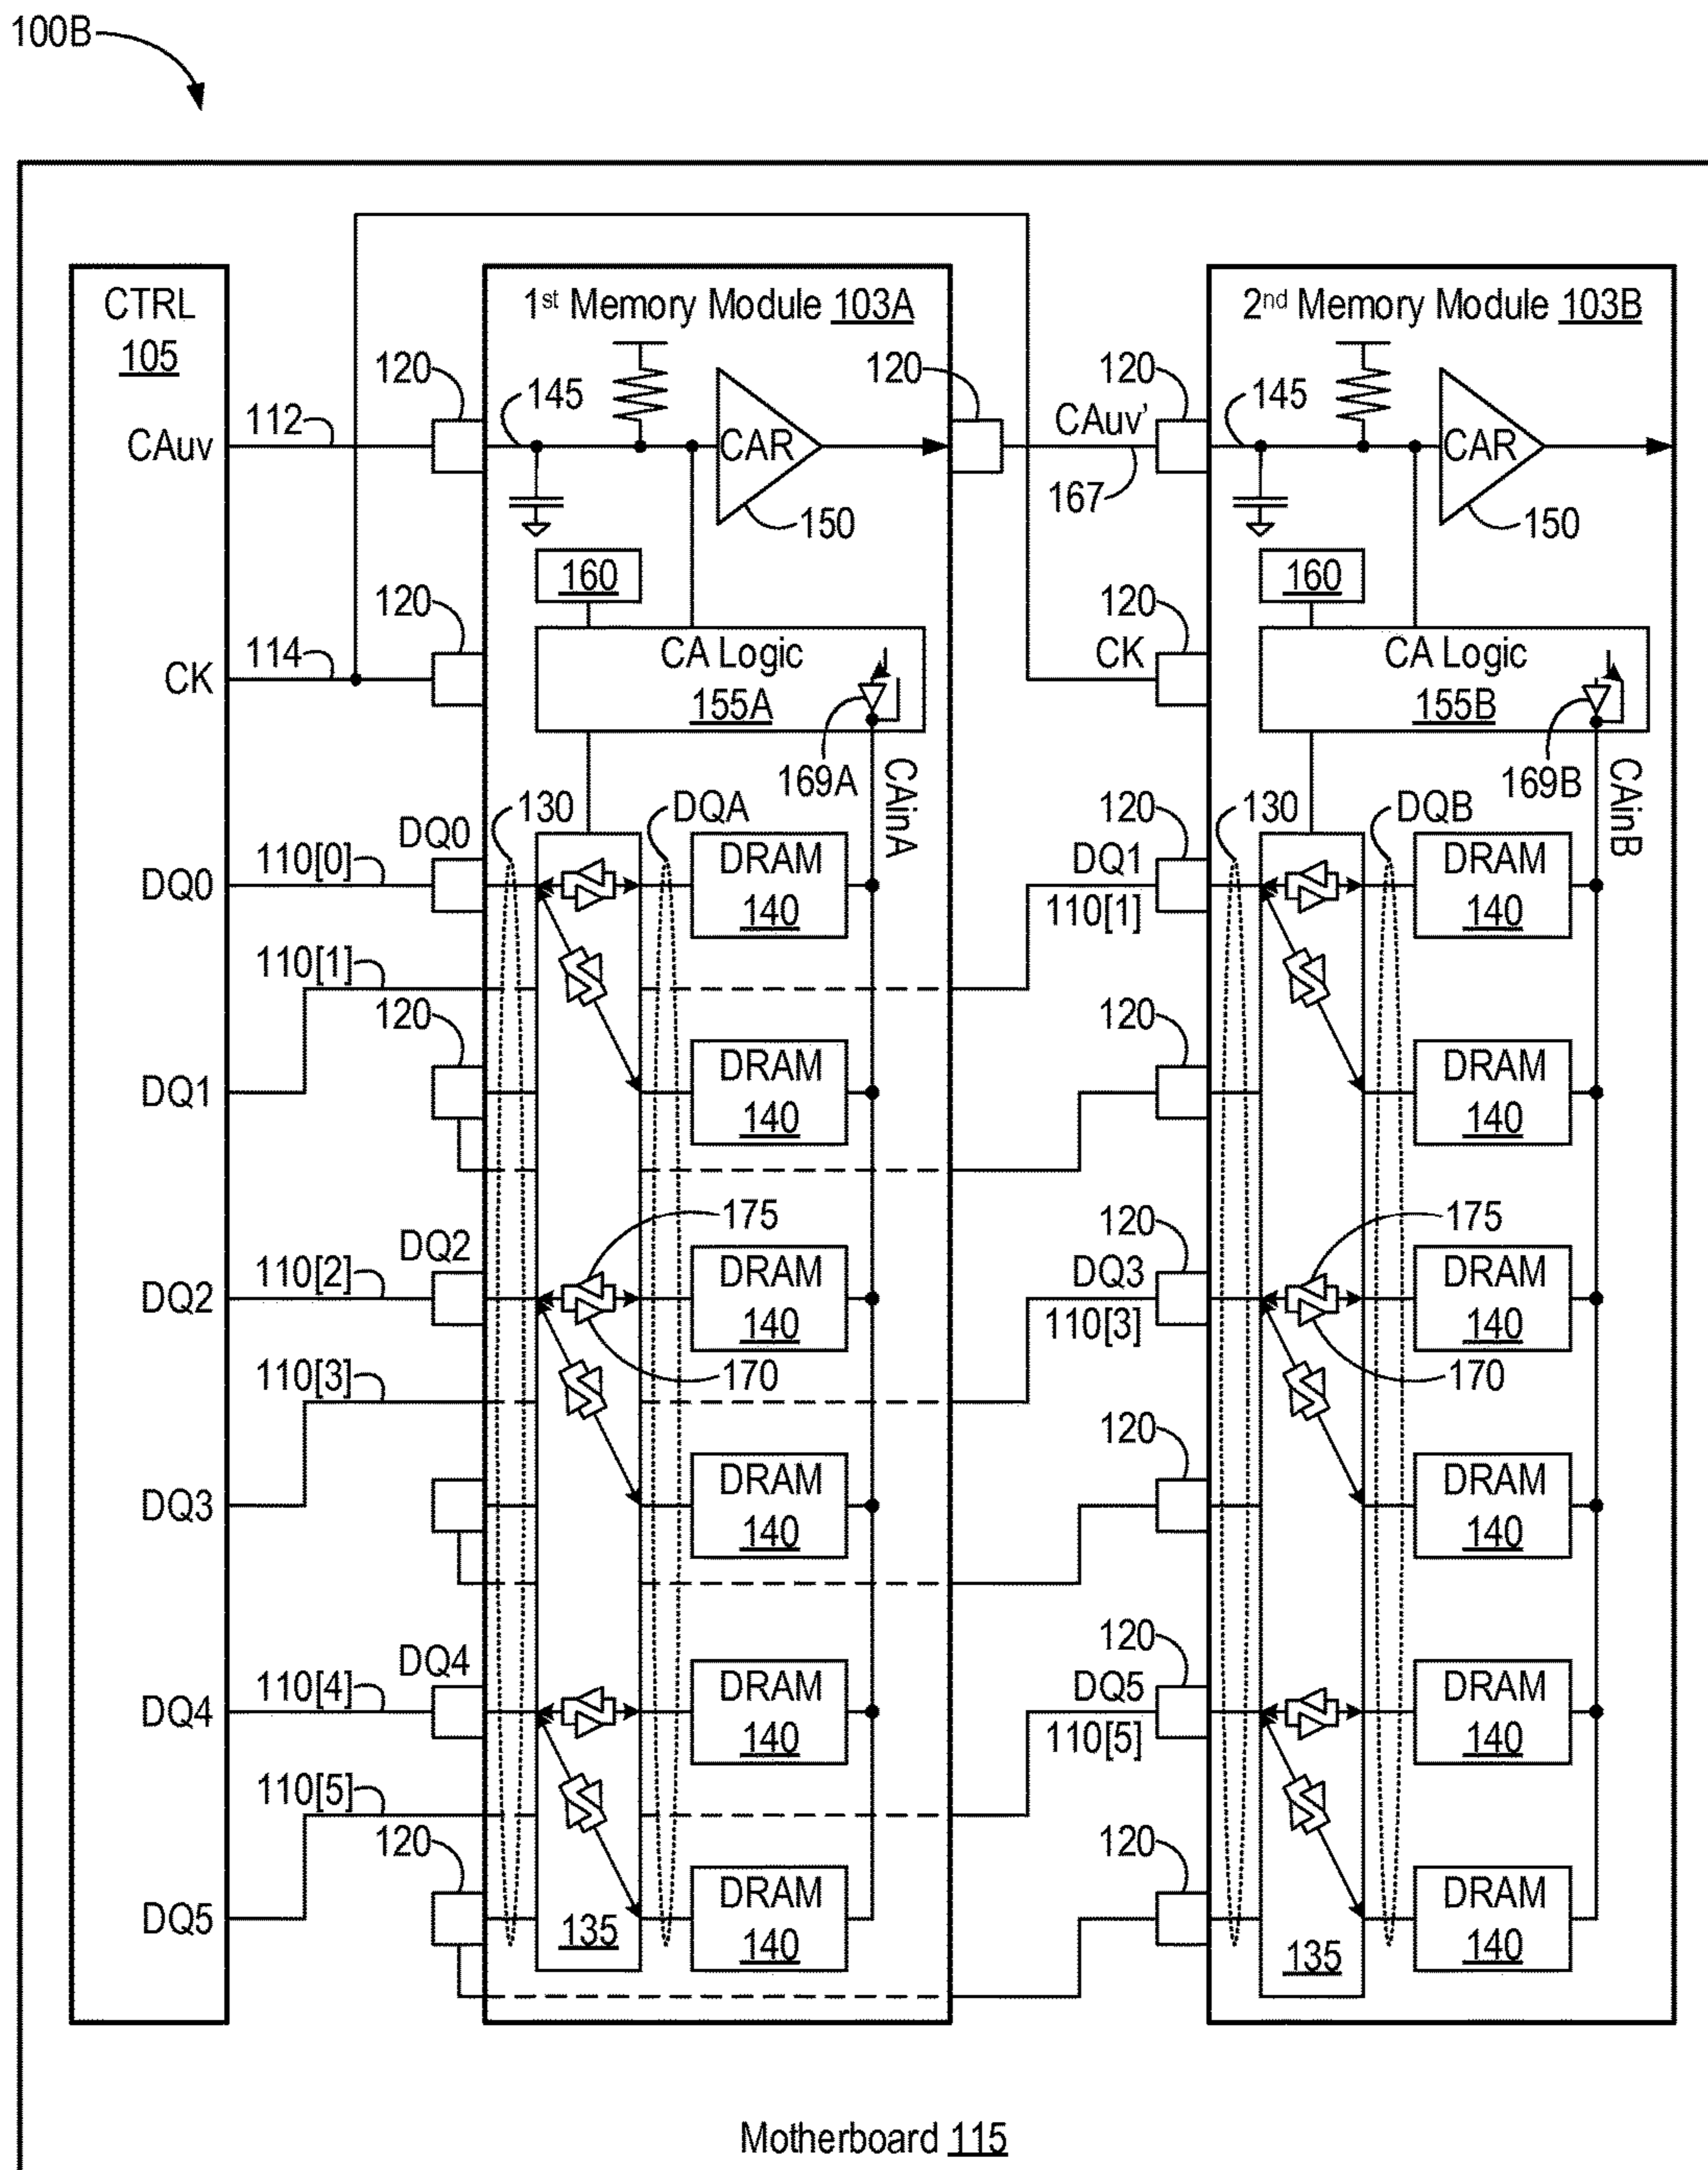 100B
CTRL
105
1st Memory Module 103A
2nd Memory Module 103B
120
145
120
CAuv'
120
145
CAuv
112
CAR
CAR
167
150
150
160
160
120
120
CK
114
CA Logic
155A
CK
CA Logic
155B
169A
CAinA
169B
CAinB
130
DQA
120
130
DQB
DQ0
110[0]
DQ0
DRAM
140
DQ1
110[1]
DRAM
140
110[1]
120
120
DQ1
DRAM
140
DRAM
140
175
120
175
DQ2
110[2]
DQ2
DRAM
140
DQ3
110[3]
DRAM
140
170
170
110[3]
120
DQ3
DRAM
140
DRAM
140
120
DQ4
110[4]
DQ4
DRAM
140
DQ5
110[5]
DRAM
140
110[5]
120
120
DQ5
135
DRAM
140
135
DRAM
140
Motherboard 115